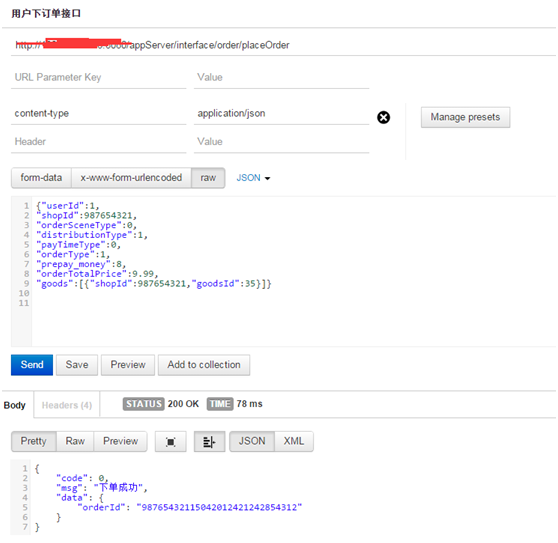 用户下订单接口
/appServer/interface/order/placeOrder
URL Parameter Key Value
content-type application/json
Manage presets
Header Value
form-data x-www-form-urlencoded raw JSON
1 {"userId":1,
2 "shopId":987654321,
3 "orderSceneType":0,
4 "distributionType":1,
5 "payTimeType":0,
6 "orderType":1,
7 "prepay_money":8,
8 "orderTotalPrice":9.99,
9 "goods":[{"shopId":987654321,"goodsId":35}]}
10
11
Send Save Preview Add to collection
Body Headers (4) STATUS 200 OK TIME 78 ms
Pretty Raw Preview JSON XML
1 {
2 "code": 0,
3 "msg": "下单成功",
4 "data": {
5 "orderId": "98765432115042012421242854312"
6 }
7 }